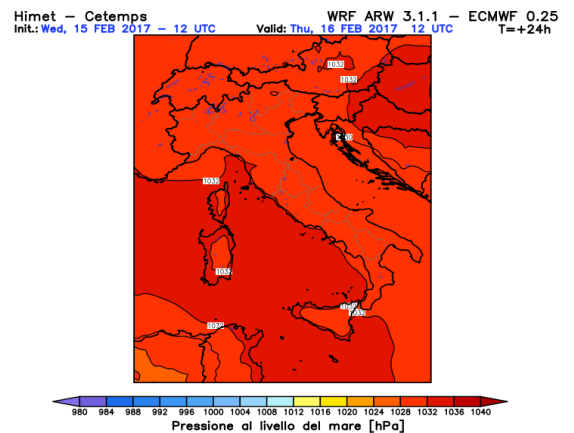 Himet – Cetemps WRF ARW 3.1.1 – ECMWF 0.25
Init.: Wed, 15 FEB 2017 – 12 UTC Valid: Thu, 16 FEB 2017 12 UTC T=+24h
1032
1032
1032
1032
1032
1032
980 984 988 992 996 1000 1004 1008 1012 1016 1020 1024 1028 1032 1036 1040
Pressione al livello del mare [hPa]